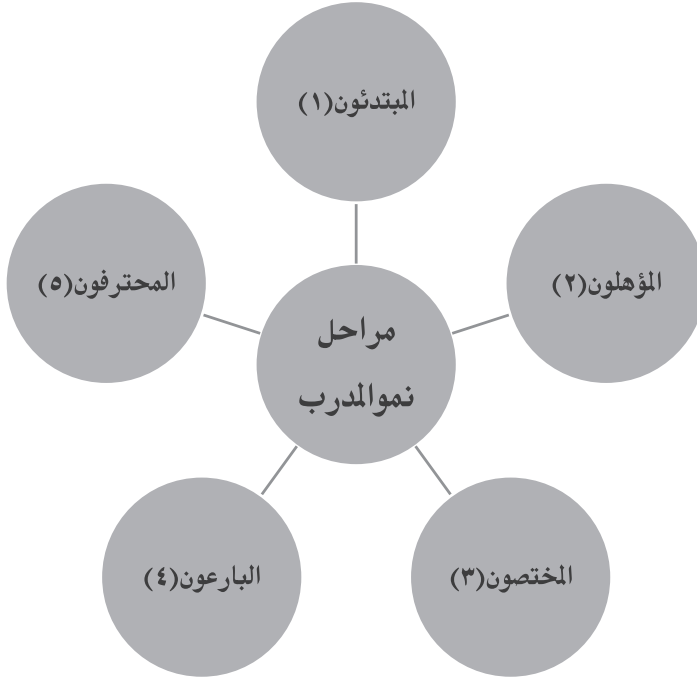 مراحل
نموالمدرب
المبتدئون(١)
المؤهلون(٢)
المختصون(٣)
البارعون(٤)
المحترفون(٥)